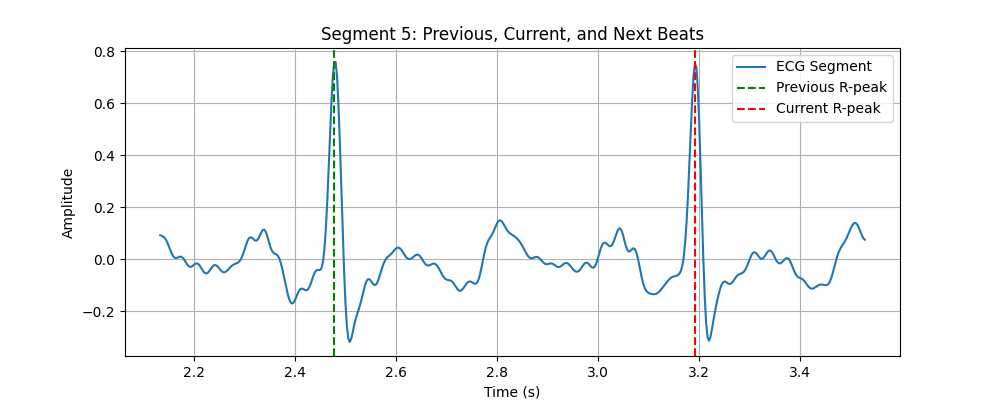 Segment 5: Previous, Current, and Next Beats
ECG Segment
Previous R-peak
Current R-peak
Amplitude
0.8
0.6
0.4
0.2
0.0
−0.2
2.2 2.4 2.6 2.8 3.0 3.2 3.4
Time (s)